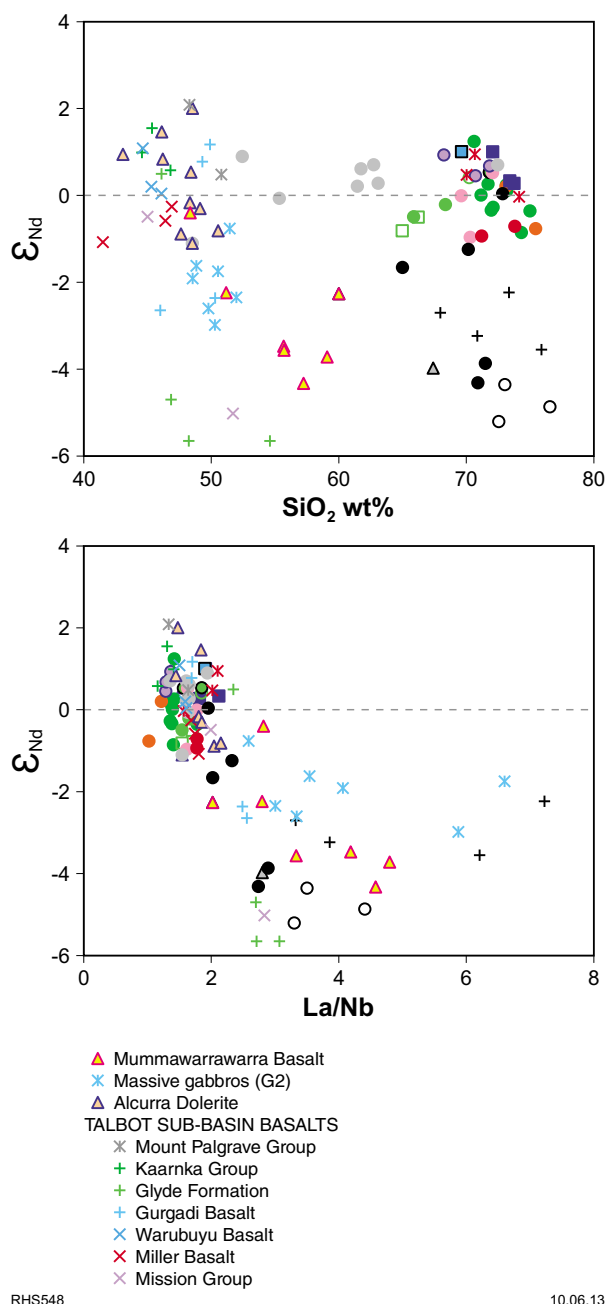 4
2
0
-2
-4
-6
εNd
40 50 60 70 80
SiO2 wt%
4
2
0
-2
-4
-6
εNd
0 2 4 6 8
La/Nb
Mummawarrawarra Basalt
Massive gabbros (G2)
Alcurra Dolerite
TALBOT SUB-BASIN BASALTS
Mount Palgrave Group
Kaarnka Group
Glyde Formation
Gurgadi Basalt
Warubuyu Basalt
Miller Basalt
Mission Group
RHS548 10.06.13